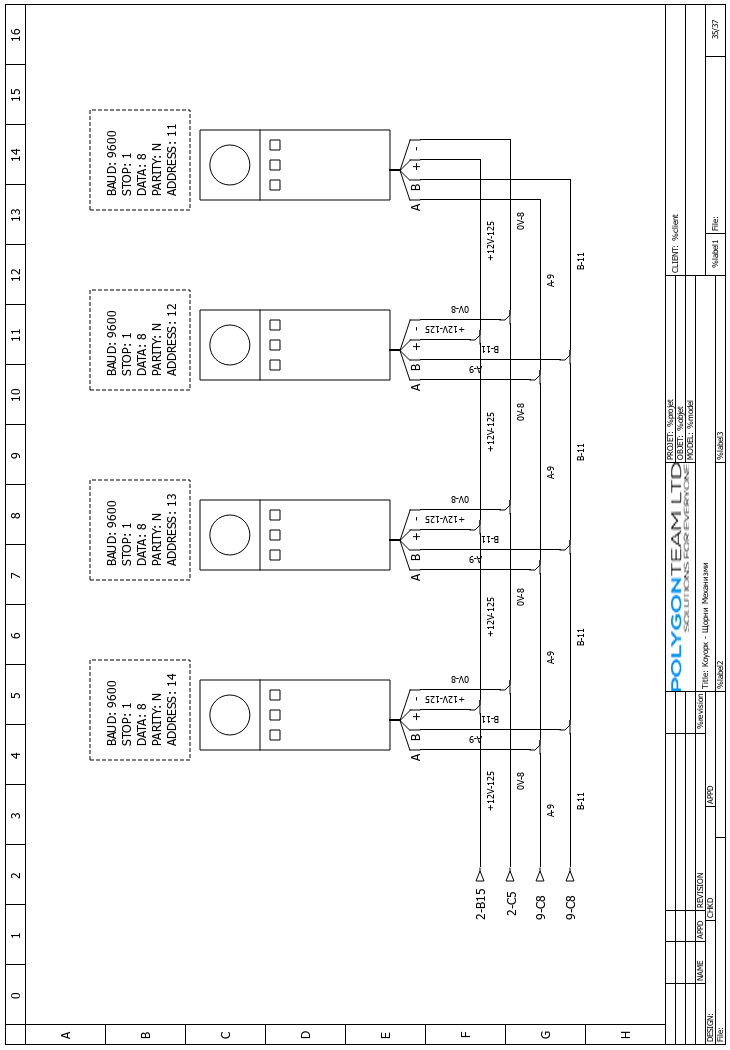 0 1 2 3 4 5 6 7 8 9 10 11 12 13 14 15 16
A
BAUD: 9600
STOP: 1
DATA: 8
PARITY: N
ADDRESS: 14
BAUD: 9600
STOP: 1
DATA: 8
PARITY: N
ADDRESS: 13
BAUD: 9600
STOP: 1
DATA: 8
PARITY: N
ADDRESS: 12
BAUD: 9600
STOP: 1
DATA: 8
PARITY: N
ADDRESS: 11
B
C
D
E
A B + -
A B + -
A B + -
A B + -
F
A-9 B-11 +12V-125 0V-8
A-9 B-11 +12V-125 0V-8
A-9 B-11 +12V-125 0V-8
2-B15 +12V-125 +12V-125 +12V-125 +12V-125
2-C5 0V-8 0V-8 0V-8 0V-8
G
9-C8 A-9 A-9 A-9 A-9
9-C8 B-11 B-11 B-11 B-11
H
POLYGONTEAM LTD
SOLUTIONS FOR EVERYONE
PROJET: %projet
OBJET: %objet
MODEL: %model
CLIENT: %client
NAME APPD REVISION %revision
Title: Коуорк - Щорни Механизми
DESIGN: CHKD APPD
%label1 File: 35/37
File: %label2 %label3